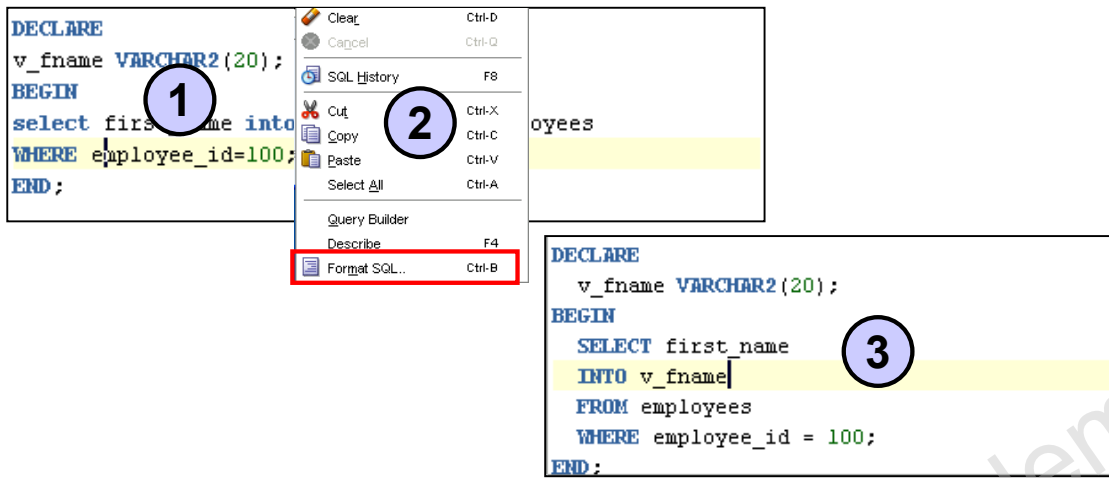 DECLARE
v_fname VARCHAR2(20);
BEGIN
1
select into oyees
WHERE employee_id=100;
END;
Clear Ctrl-D
Cancel Ctrl-Q
SQL History F8
Cut Ctrl-X
2
Copy Ctrl-C
Paste Ctrl-V
Select All Ctrl-A
Query Builder
Describe F4
Format SQL.. Ctrl-B
DECLARE
v_fname VARCHAR2(20);
BEGIN
SELECT first_name
3
INTO v_fname
FROM employees
WHERE employee_id = 100;
END;